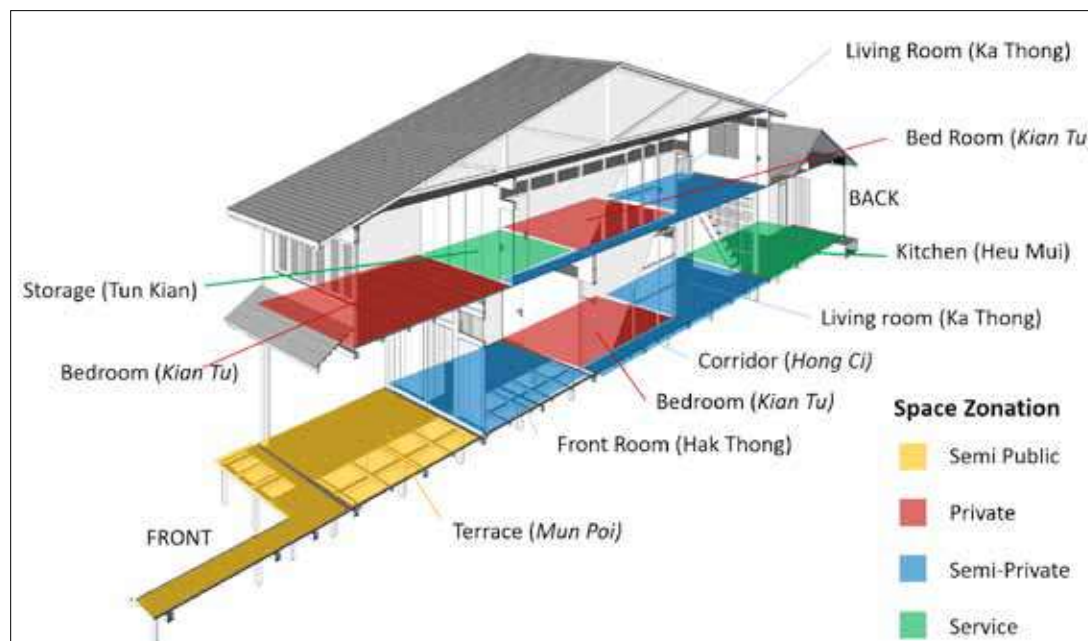 Living Room (Ka Thong)
Bed Room (Kian Tu
BACK
Kitchen (Heu Mui)
Storage (Tun Kian)
Living room (Ka Thong)
Bedroom (Kian Tu)
Corridor (Hong Ci)
Bedroom (Kian Tu)
Space Zonation
Front Room (Hak Thong)
Semi Public
Private
Terrace (Mun Poi)
FRONT
Semi-Private
Service